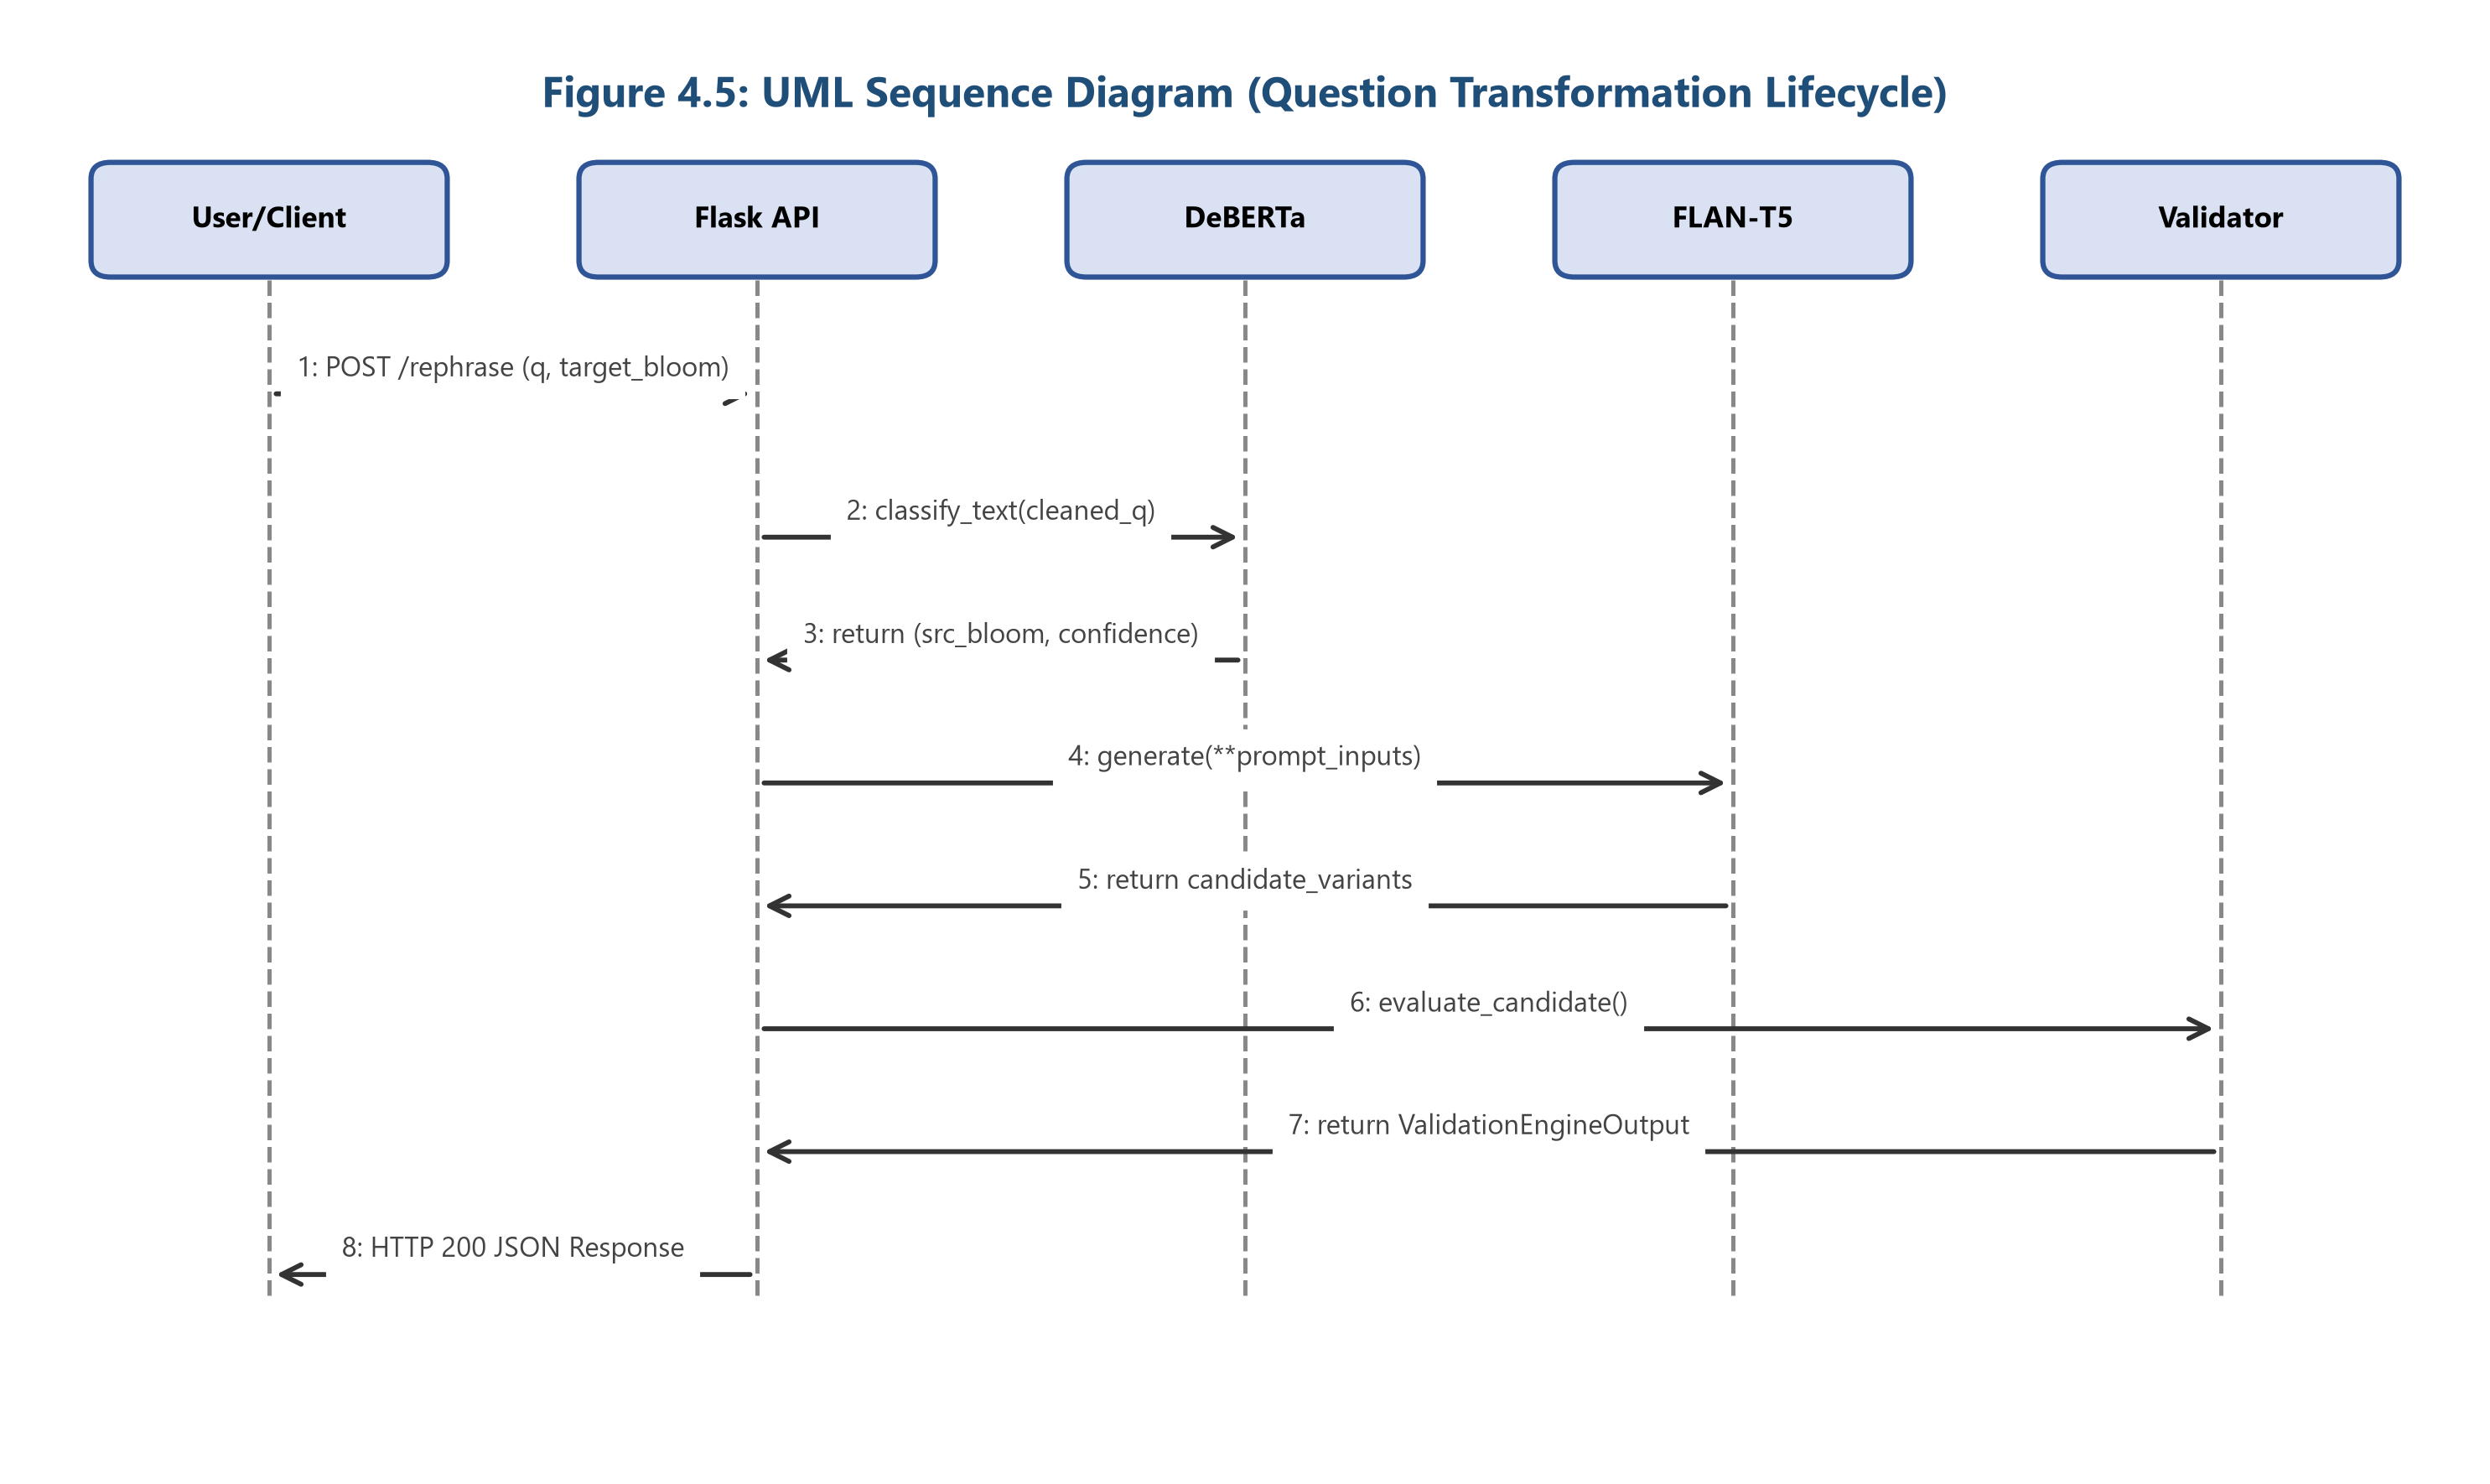 Figure 4.5: UML Sequence Diagram (Question Transformation Lifecycle)
User/Client
Flask API
DeBERTa
FLAN-T5
Validator
1: POST /rephrase (q, target_bloom)
2: classify_text(cleaned_q)
3: return (src_bloom, confidence)
4: generate(**prompt_inputs)
5: return candidate_variants
6: evaluate_candidate()
7: return ValidationEngineOutput
8: HTTP 200 JSON Response